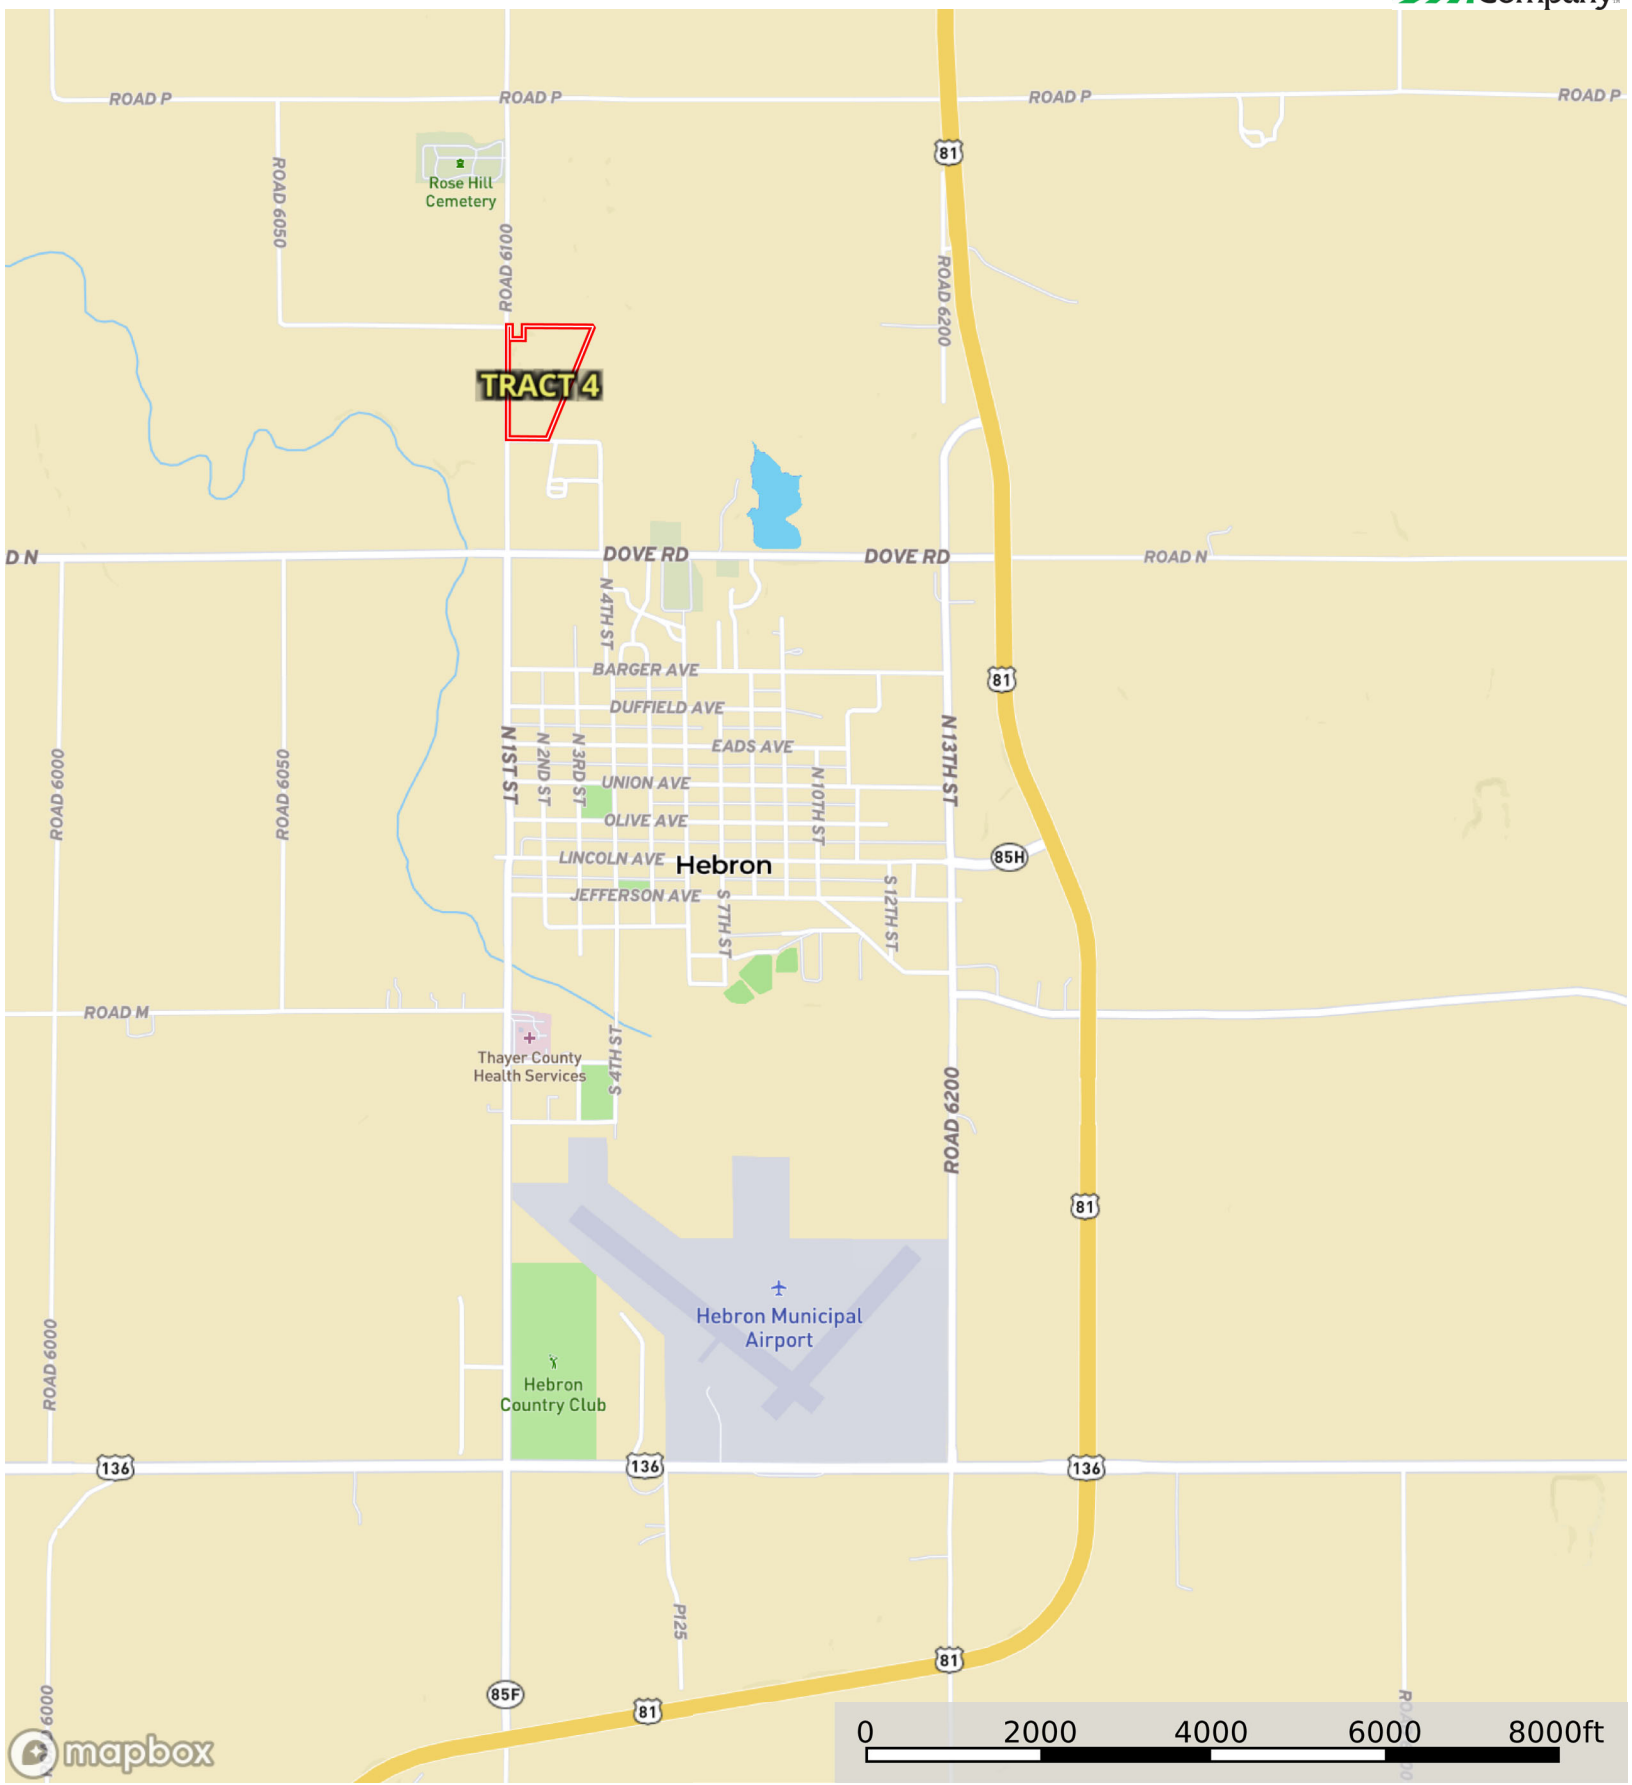 Company
ROAD P
ROAD P
ROAD P
ROAD P
81
Rose Hill
Cemetery
ROAD 6050
ROAD 6100
ROAD 6200
TRACT 4
D N
DOVE RD
DOVE RD
ROAD N
N 4TH ST
BARGER AVE
81
DUFFIELD AVE
N 1ST ST
N 2ND ST
N 3RD ST
EADS AVE
N 13TH ST
ROAD 6000
ROAD 6050
UNION AVE
N 10TH ST
OLIVE AVE
LINCOLN AVE
Hebron
85H
JEFFERSON AVE
S 7TH ST
S 12TH ST
ROAD M
Thayer County
Health Services
S 4TH ST
ROAD 6200
81
Hebron Municipal
Airport
ROAD 6000
Hebron
Country Club
136
136
136
P125
81
85F
81
ROAD 6000
mapbox
0 2000 4000 6000 8000ft